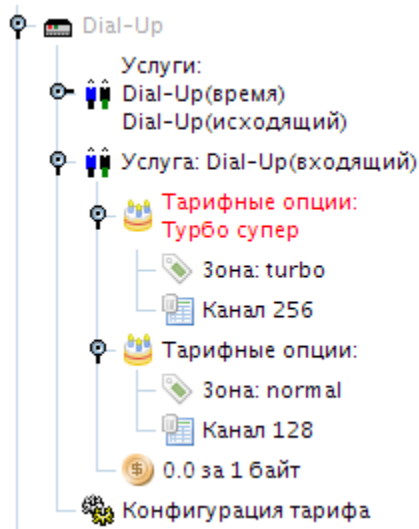 Dial-Up
Услуги:
Dial-Up(время)
Dial-Up(исходящий)
Услуга: Dial-Up(входящий)
Тарифные опции:
Турбо супер
Зона: turbo
Канал 256
Тарифные опции:
Зона: normal
Канал 128
0.0 за 1 байт
Конфигурация тарифа